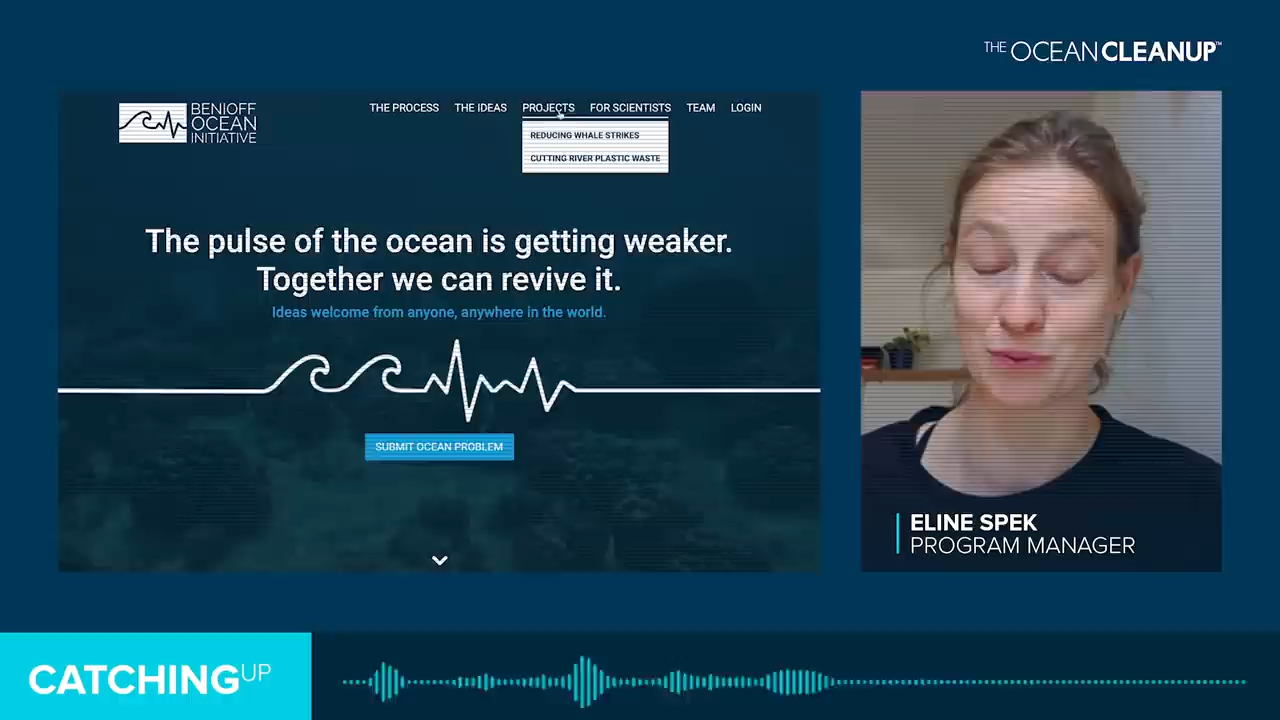 THE OCEANCLEANUP™
BENIOFF
OCEAN
INITIATIVE
THE PROCESS THE IDEAS PROJECTS FOR SCIENTISTS TEAM LOGIN
REDUCING WHALE STRIKES
CUTTING RIVER PLASTIC WASTE
The pulse of the ocean is getting weaker.
Together we can revive it.
Ideas welcome from anyone, anywhere in the world.
SUBMIT OCEAN PROBLEM
ELINE SPEK
PROGRAM MANAGER
CATCHINGUP